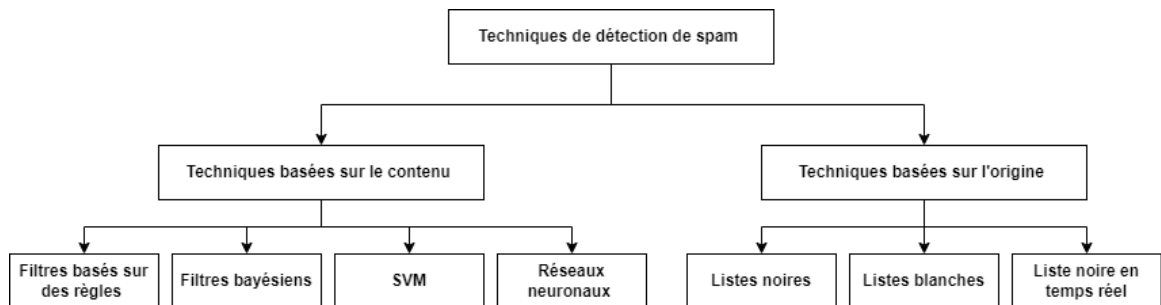 Techniques de détection de spam
Techniques basées sur le contenu
Techniques basées sur l'origine
Filtres basés sur
des règles
Filtres bayésiens
SVM
Réseaux
neuronaux
Listes noires
Listes blanches
Liste noire en
temps réel